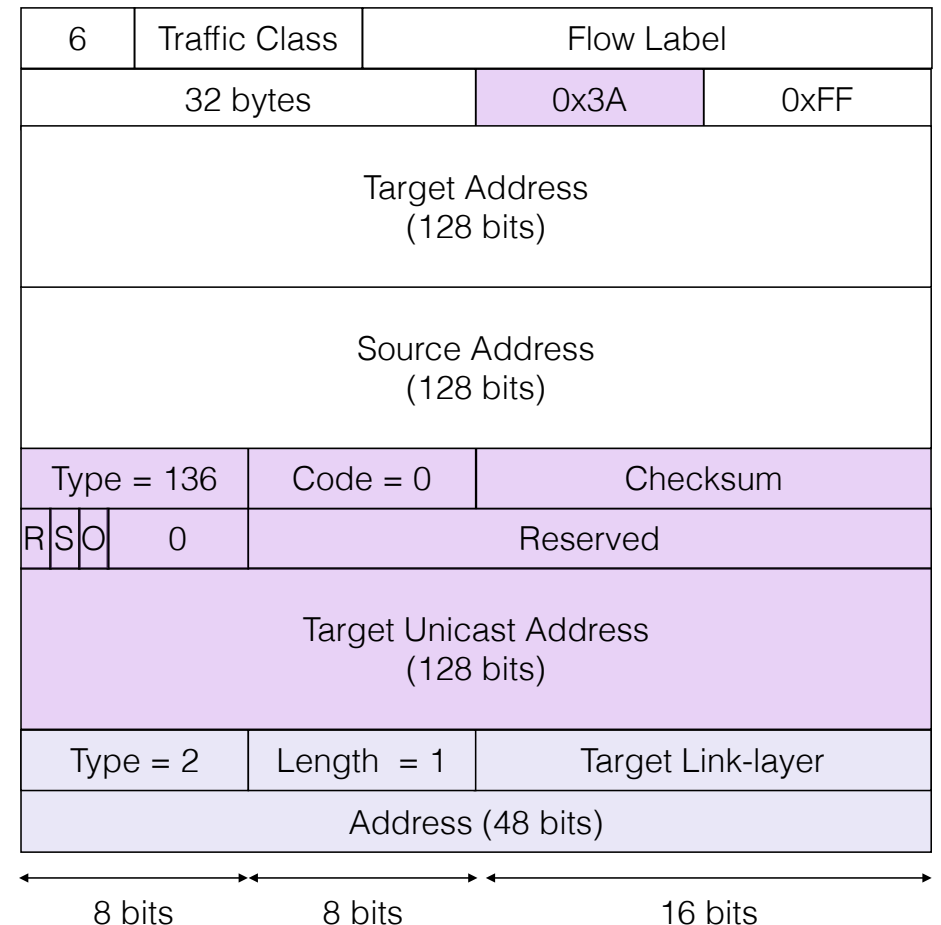 6 Traffic Class Flow Label
32 bytes 0x3A 0xFF
Target Address
(128 bits)
Source Address
(128 bits)
Type = 136 Code = 0 Checksum
R S O 0 Reserved
Target Unicast Address
(128 bits)
Type = 2 Length = 1 Target Link-layer
Address (48 bits)
8 bits 8 bits 16 bits